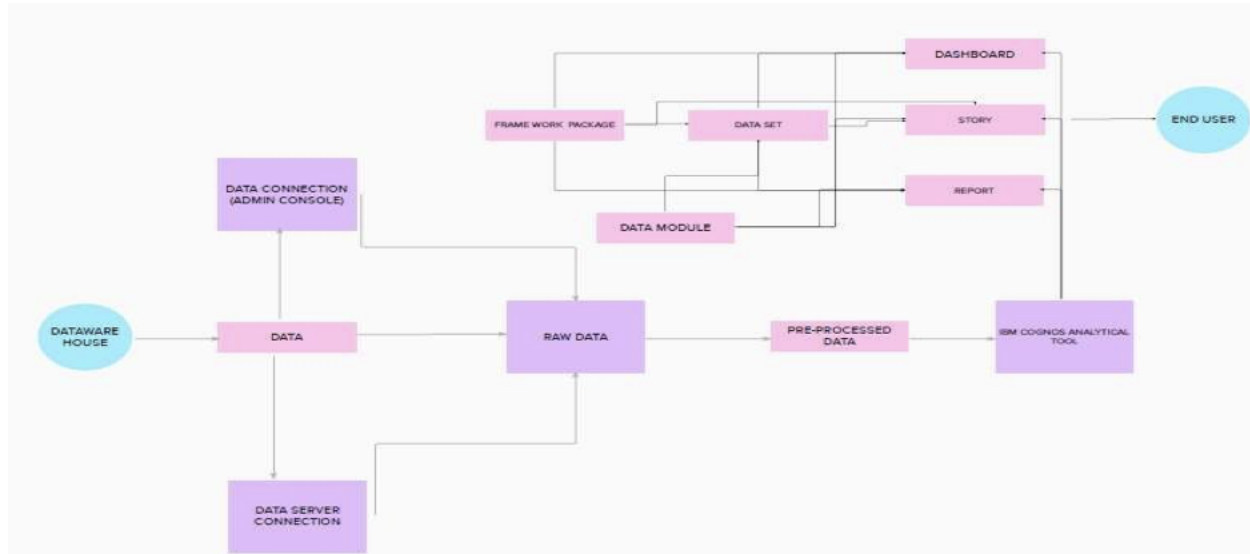 DASHBOARD
FRAME WORK PACKAGE
DATA SET
STORY
END USER
DATA CONNECTION
(ADMIN CONSOLE)
REPORT
DATA MODULE
DATAWARE
HOUSE
DATA
RAW DATA
PRE-PROCESSED
DATA
IBM COGNOS ANALYTICAL
TOOL
DATA SERVER
CONNECTION